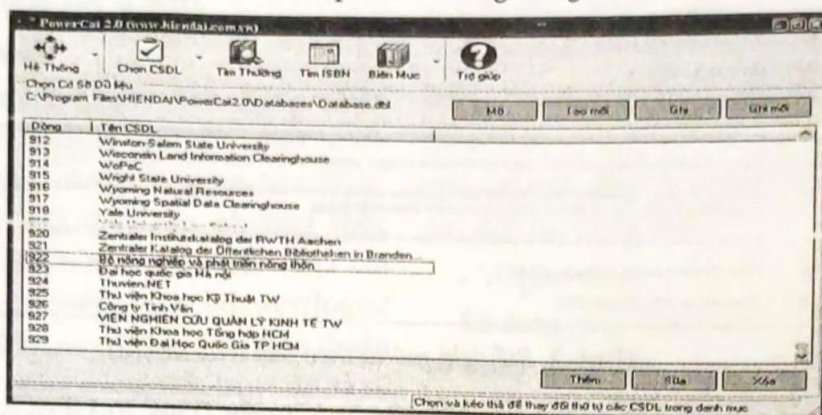 PowerCat 2.0 (www.hiendai.com.vn)
Hệ Thống Chọn CSDL Tìm Thường Tìm ISBN Biên Mục Trợ giúp
Chọn Cơ Sở Dữ liệu
C:\Program Files\HIENDAI\PowerCat2.0\Databases\Database.dbl
Mở Tạo mới Ghi Ghi mới
Dòng Tên CSDL
912 Winston-Salem State University
913 Wisconsin Land Information Clearinghouse
914 WoPeC
915 Wright State University
916 Wyoming Natural Resources
917 Wyoming Spatial Data Clearinghouse
918 Yale University
920 Zentraler Institutskatalog der RWTH Aachen
921 Zentraler Katalog der Öffentlichen Bibliotheken in Branden...
922 Bộ nông nghiệp và phát triển nông thôn
923 Đại học quốc gia Hà nội
924 Thuvien.NET
925 Thư viện Khoa học Kỹ Thuật TW
926 Công ty Tinh Vân
927 VIỆN NGHIÊN CỨU QUẢN LÝ KINH TẾ TW
928 Thư viện Khoa học Tổng hợp HCM
929 Thư viện Đại Học Quốc Gia TP HCM
Thêm Sửa Xóa
Chọn và kéo thả để thay đổi thứ tự các CSDL trong danh mục